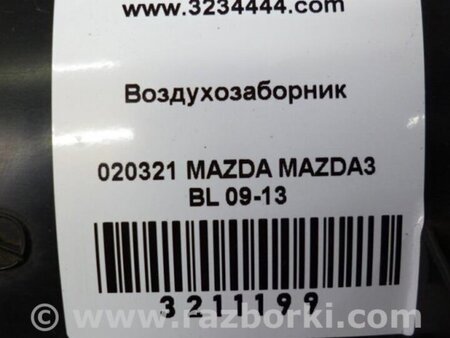 www.3234444.com
Воздухозаборник
020321 MAZDA MAZDA3
BL 09-13
3211199
© www.razborki.com